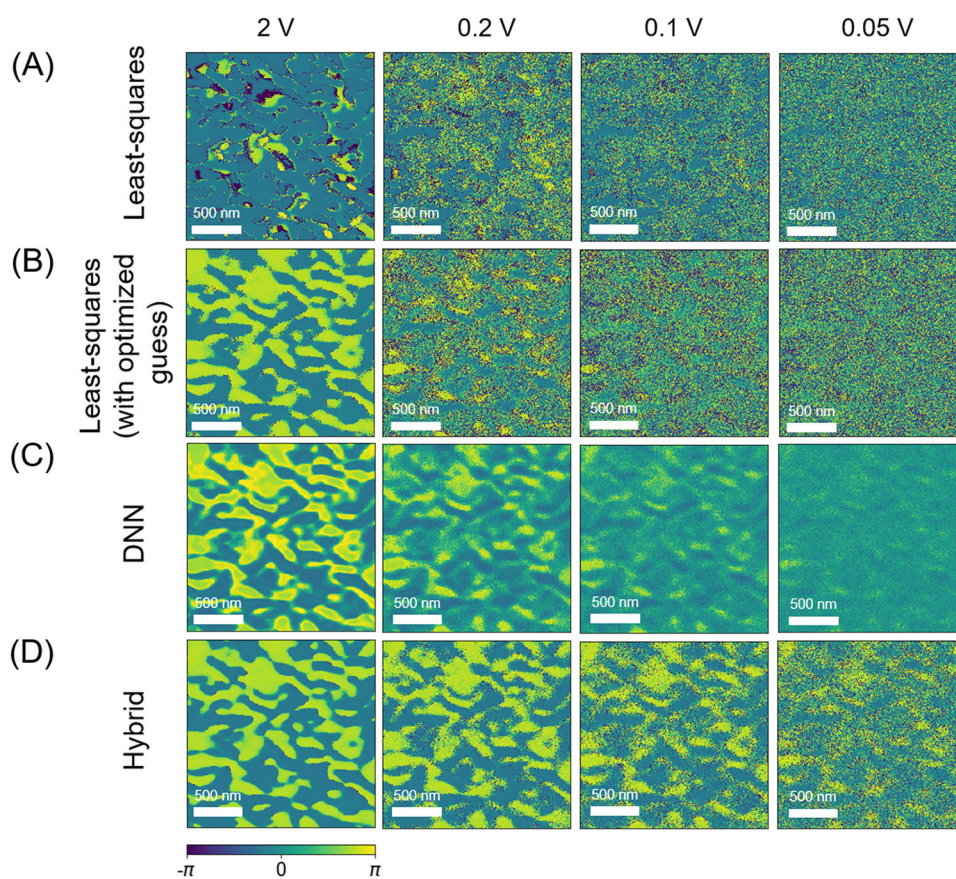 2 V 0.2 V 0.1 V 0.05 V
(A)
Least-squares
500 nm 500 nm 500 nm 500 nm
(B)
Least-squares
(with optimized
guess)
500 nm 500 nm 500 nm 500 nm
(C)
DNN
500 nm 500 nm 500 nm 500 nm
(D)
Hybrid
500 nm 500 nm 500 nm 500 nm
-π 0 π